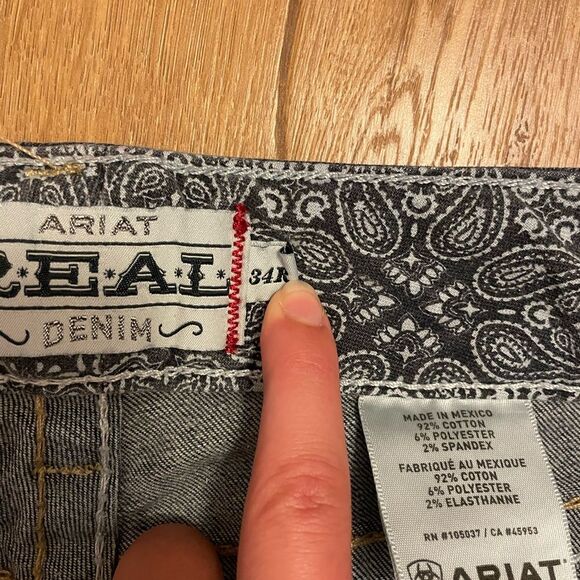 ARIAT
REAL
DENIM
34R
MADE IN MEXICO
92% COTTON
6% POLYESTER
2% SPANDEX
FABRIQUÉ AU MEXIQUE
92% COTON
6% POLYESTER
2% ELASTHANNE
RN #105037 / CA #45953
ARIAT